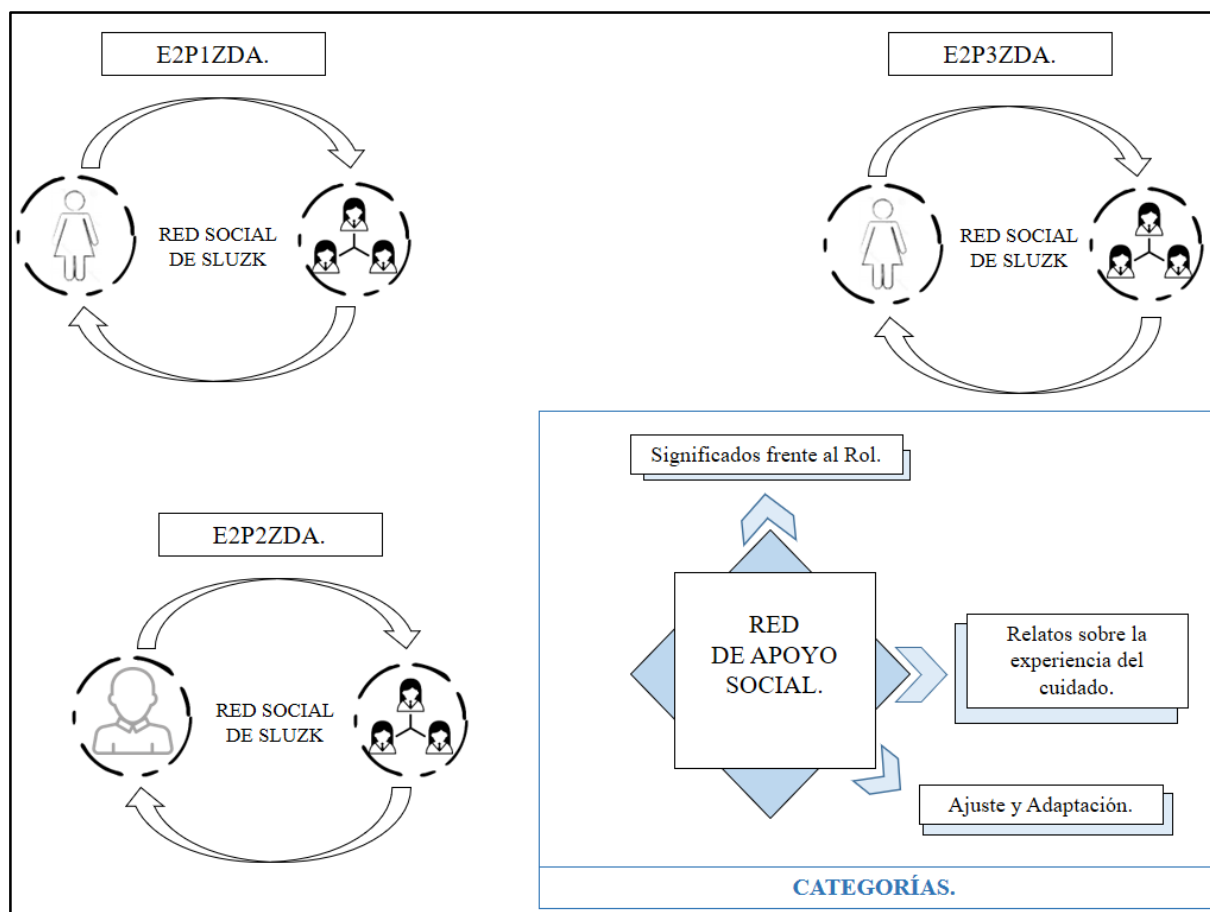 E2P1ZDA.
E2P3ZDA.
RED SOCIAL
DE SLUZK
RED SOCIAL
DE SLUZK
E2P2ZDA.
RED SOCIAL
DE SLUZK
Significados frente al Rol.
RED
DE APOYO
SOCIAL.
Relatos sobre la
experiencia del
cuidado.
Ajuste y Adaptación.
CATEGORÍAS.